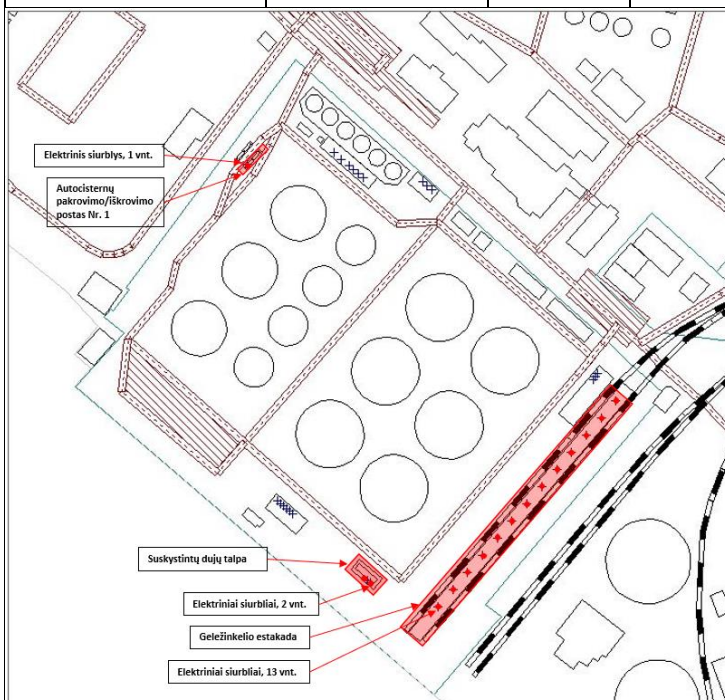 Elektrinis siurblys, 1 vnt.
Autocisternų
pakrovimo/iškrovimo
postas Nr. 1
Suskystintų dujų talpa
Elektriniai siurbliai, 2 vnt.
Geležinkelio estakada
Elektriniai siurbliai, 13 vnt.